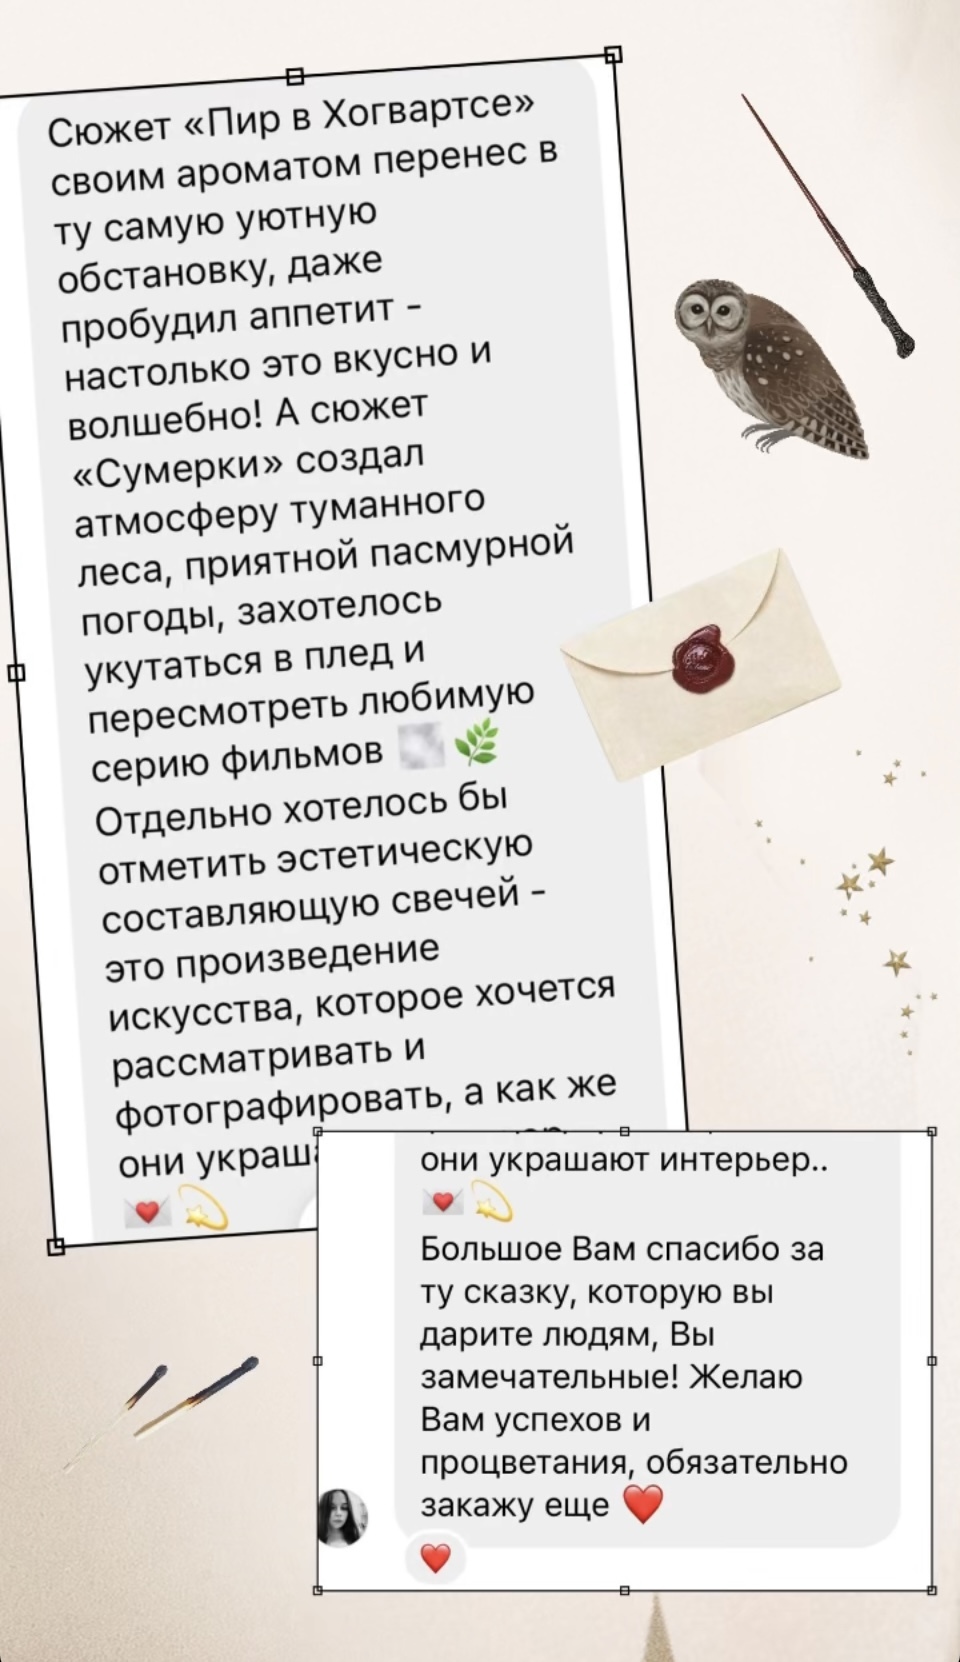 Сюжет «Пир в Хогвартсе»
своим ароматом перенес в
ту самую уютную
обстановку, даже
пробудил аппетит -
настолько это вкусно и
волшебно! А сюжет
«Сумерки» создал
атмосферу туманного
леса, приятной пасмурной
погоды, захотелось
укутаться в плед и
пересмотреть любимую
серию фильмов 🌫🌿
Отдельно хотелось бы
отметить эстетическую
составляющую свечей -
это произведение
искусства, которое хочется
рассматривать и
фотографировать, а как же
они украша
💌💫
они украшают интерьер..
💌💫
Большое Вам спасибо за
ту сказку, которую вы
дарите людям, Вы
замечательные! Желаю
Вам успехов и
процветания, обязательно
закажу еще ❤️
❤️